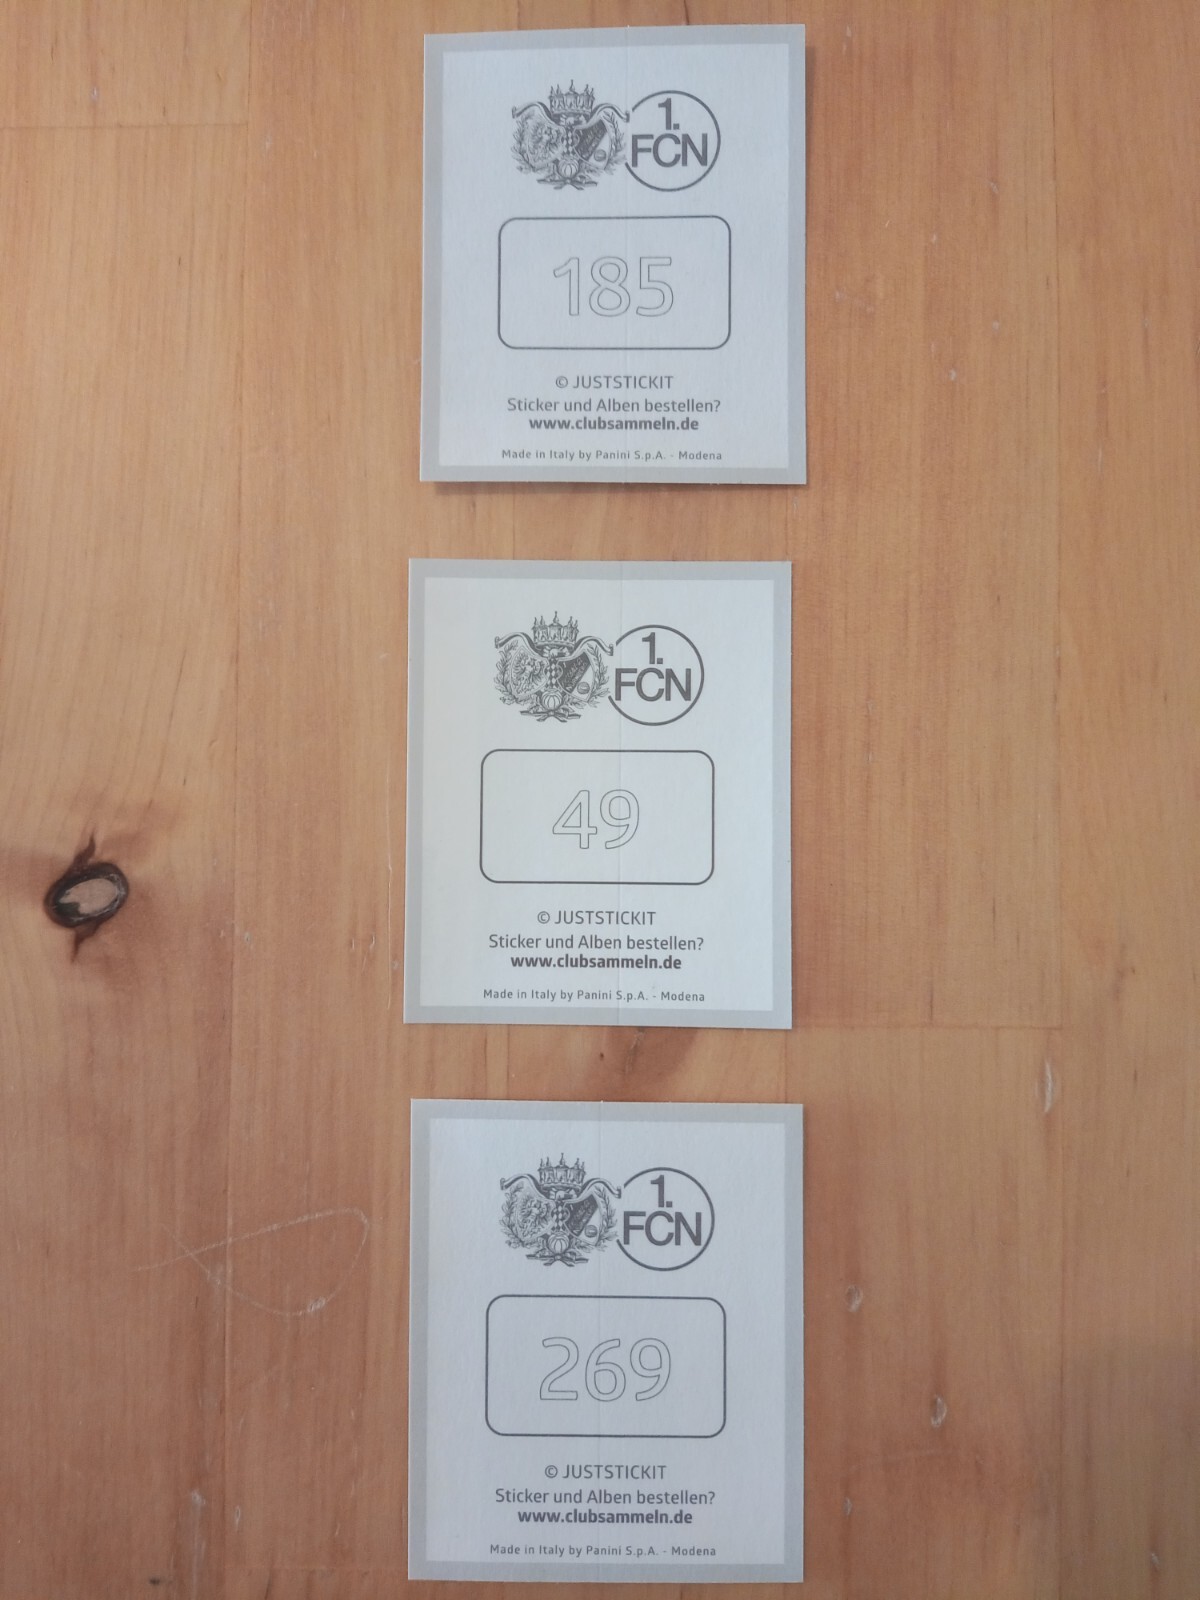 1.
FCN
185
© JUSTSTICKIT
Sticker und Alben bestellen?
www.clubsammeln.de
Made in Italy by Panini S.p.A. - Modena
1.
FCN
49
© JUSTSTICKIT
Sticker und Alben bestellen?
www.clubsammeln.de
Made in Italy by Panini S.p.A. - Modena
1.
FCN
269
© JUSTSTICKIT
Sticker und Alben bestellen?
www.clubsammeln.de
Made in Italy by Panini S.p.A. - Modena